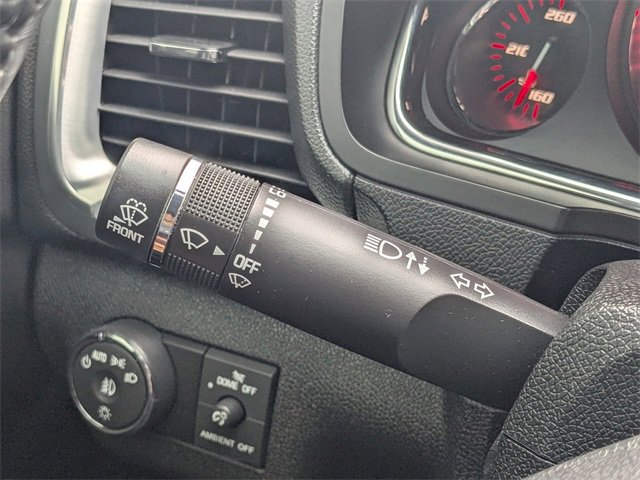 260
210
160
FRONT
OFF
AUTO
DOME OFF
AMBIENT OFF